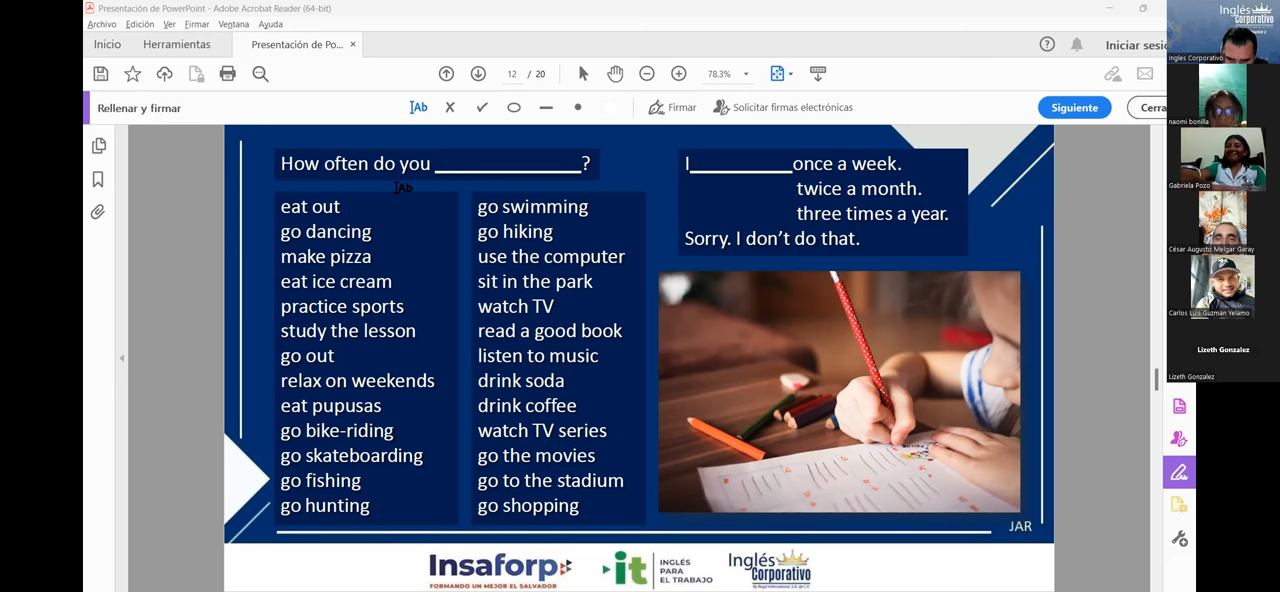 Presentación de PowerPoint - Adobe Acrobat Reader (64-bit)
Archivo Edición Ver Firmar Ventana Ayuda
Inicio Herramientas Presentación de Po... ×
Iniciar sesi
12 / 20
78.3%
Rellenar y firmar
IAb
Firmar
Solicitar firmas electrónicas
Siguiente
Cerra
How often do you ______________?
eat out
go dancing
make pizza
eat ice cream
practice sports
study the lesson
go out
relax on weekends
eat pupusas
go bike-riding
go skateboarding
go fishing
go hunting
go swimming
go hiking
use the computer
sit in the park
watch TV
read a good book
listen to music
drink soda
drink coffee
watch TV series
go the movies
go to the stadium
go shopping
I__________once a week.
twice a month.
three times a year.
Sorry. I don't do that.
JAR
Insaforp
FORMANDO UN MEJOR EL SALVADOR
it
INGLÉS
PARA
EL TRABAJO
Inglés
Corporativo
Inglés
Corporativo
Ingles Corporativo
naomi bonilla
Gabriela Pozo
César Augusto Melgar Garay
Carlos Luis Guzman Yelamo
Lizeth Gonzalez
Lizeth Gonzalez